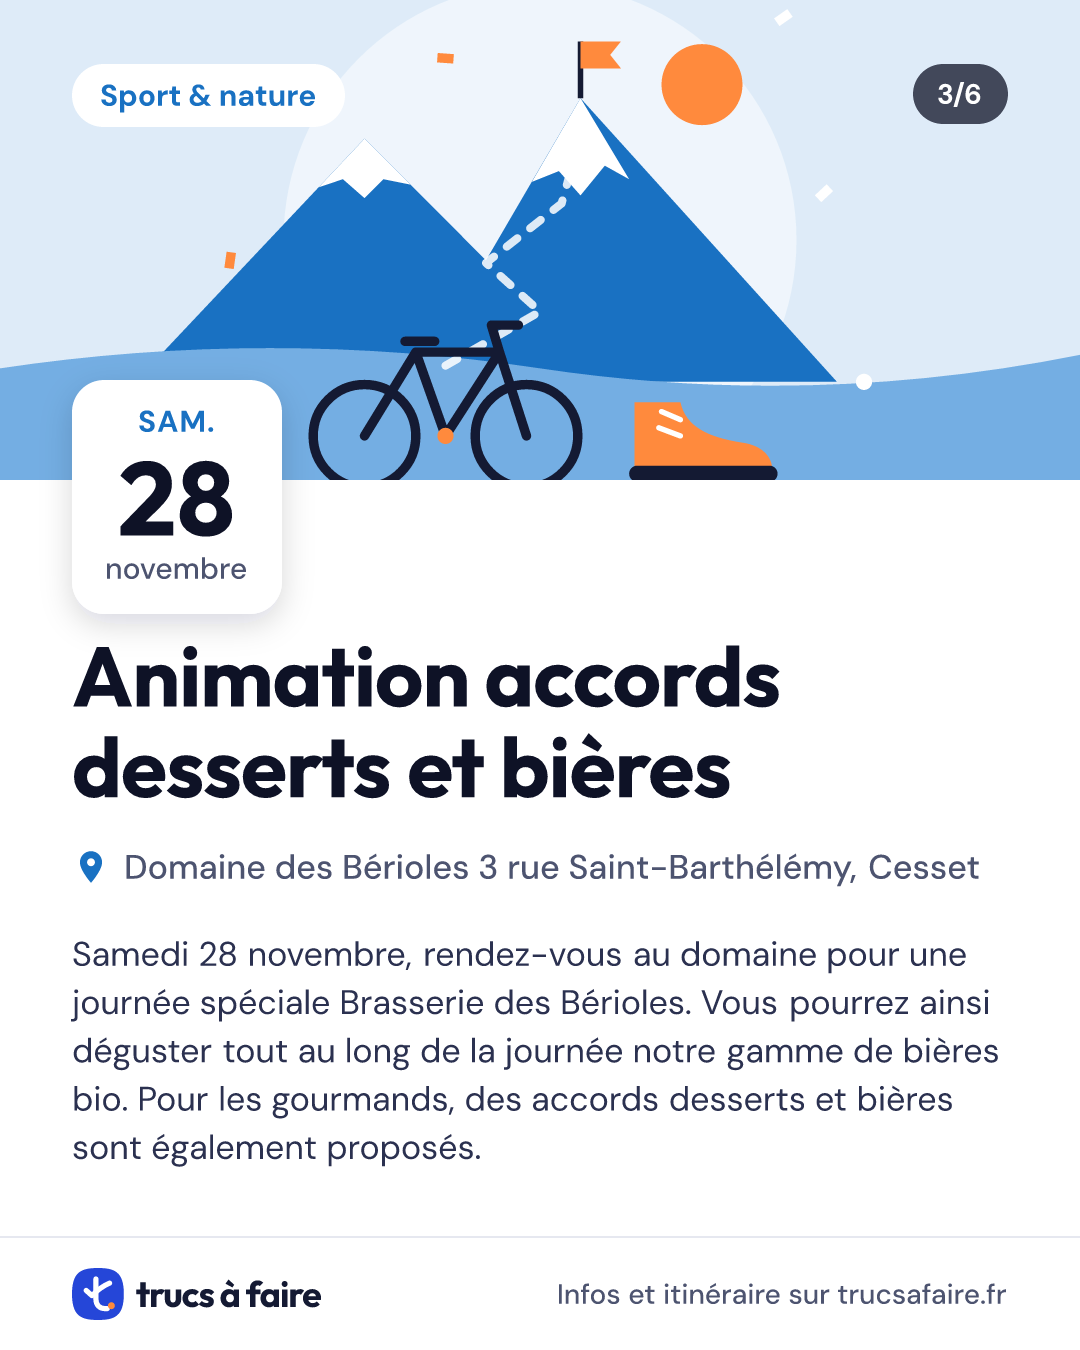 Sport & nature
3/6
SAM.
28
novembre
Animation accords
desserts et bières
Domaine des Bérioles 3 rue Saint-Barthélémy, Cesset
Samedi 28 novembre, rendez-vous au domaine pour une
journée spéciale Brasserie des Bérioles. Vous pourrez ainsi
déguster tout au long de la journée notre gamme de bières
bio. Pour les gourmands, des accords desserts et bières
sont également proposés.
trucs à faire
Infos et itinéraire sur trucsafaire.fr